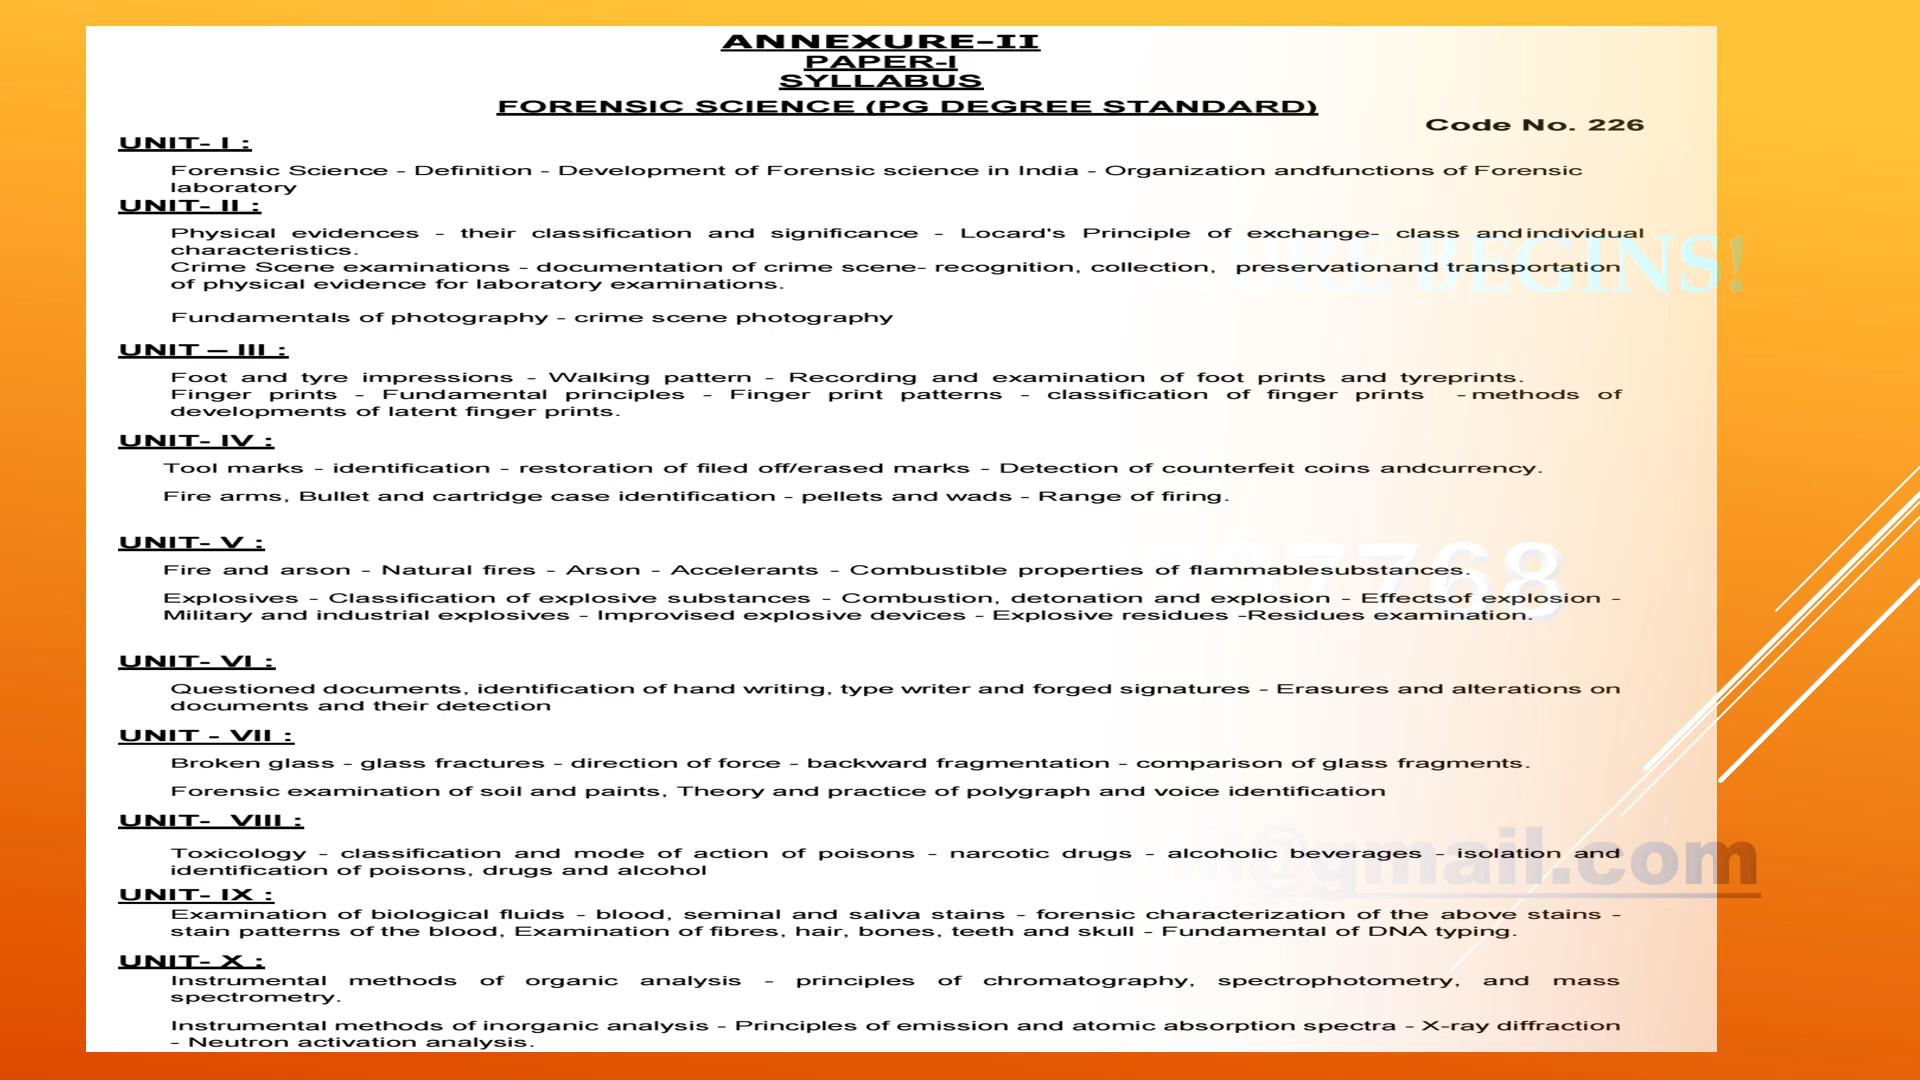 ANNEXURE-II
PAPER-I
SYLLABUS
FORENSIC SCIENCE (PG DEGREE STANDARD)
Code No. 226
UNIT- I :
Forensic Science - Definition - Development of Forensic science in India - Organization andfunctions of Forensic
laboratory
UNIT- II :
Physical evidences - their classification and significance - Locard's Principle of exchange- class andindividual
characteristics.
Crime Scene examinations - documentation of crime scene- recognition, collection, preservationand transportation
of physical evidence for laboratory examinations.
BEGINS!
Fundamentals of photography - crime scene photography
UNIT – III :
Foot and tyre impressions - Walking pattern - Recording and examination of foot prints and tyreprints.
Finger prints - Fundamental principles - Finger print patterns - classification of finger prints -methods of
developments of latent finger prints.
UNIT- IV :
Tool marks - identification - restoration of filed off/erased marks - Detection of counterfeit coins andcurrency.
Fire arms, Bullet and cartridge case identification - pellets and wads - Range of firing.
UNIT- V :
Fire and arson - Natural fires - Arson - Accelerants - Combustible properties of flammablesubstances.
7768
Explosives - Classification of explosive substances - Combustion, detonation and explosion - Effectsof explosion -
Military and industrial explosives - Improvised explosive devices - Explosive residues -Residues examination.
UNIT- VI :
Questioned documents, identification of hand writing, type writer and forged signatures - Erasures and alterations on
documents and their detection
UNIT - VII :
Broken glass - glass fractures - direction of force - backward fragmentation - comparison of glass fragments.
Forensic examination of soil and paints, Theory and practice of polygraph and voice identification
UNIT- VIII :
Toxicology - classification and mode of action of poisons - narcotic drugs - alcoholic beverages - isolation and
identification of poisons, drugs and alcohol
@gmail.com
UNIT- IX :
Examination of biological fluids - blood, seminal and saliva stains - forensic characterization of the above stains -
stain patterns of the blood, Examination of fibres, hair, bones, teeth and skull - Fundamental of DNA typing.
UNIT- X :
Instrumental methods of organic analysis - principles of chromatography, spectrophotometry, and mass
spectrometry.
Instrumental methods of inorganic analysis - Principles of emission and atomic absorption spectra - X-ray diffraction
- Neutron activation analysis.